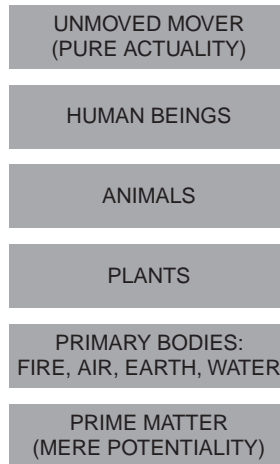 UNMOVED MOVER
(PURE ACTUALITY)
HUMAN BEINGS
ANIMALS
PLANTS
PRIMARY BODIES:
FIRE, AIR, EARTH, WATER
PRIME MATTER
(MERE POTENTIALITY)